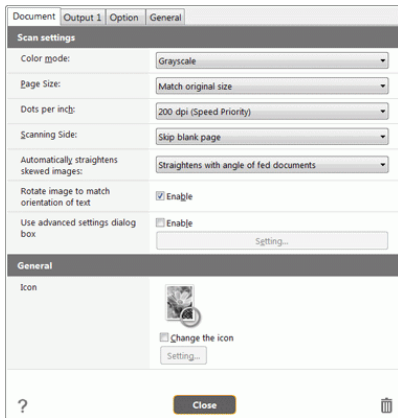 Document Output 1 Option General
Scan settings
Color mode: Grayscale
Page Size: Match original size
Dots per inch: 200 dpi (Speed Priority)
Scanning Side: Skip blank page
Automatically straightens
skewed images: Straightens with angle of fed documents
Rotate image to match
orientation of text Enable
Use advanced settings dialog
box Enable
Setting...
General
Icon
Change the icon
Setting...
? Close